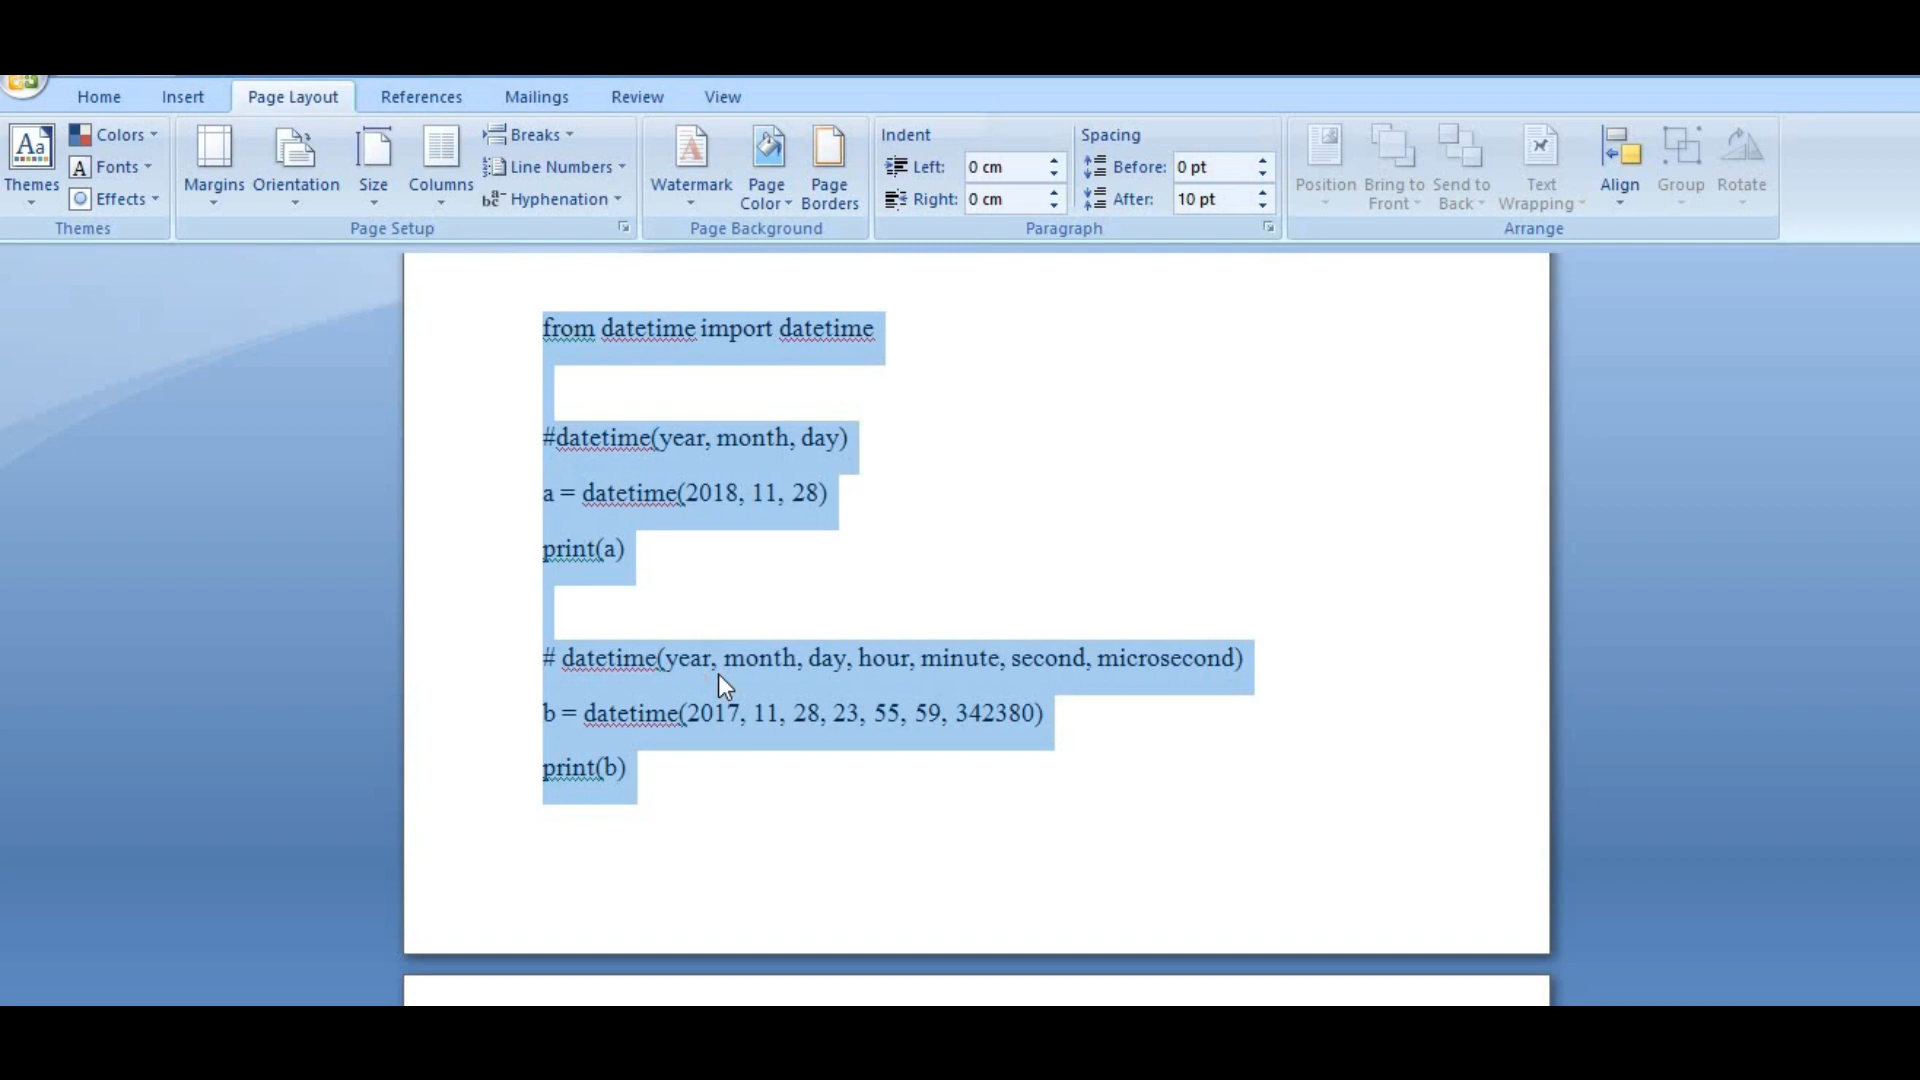 Home Insert Page Layout References Mailings Review View
Aa Colors Breaks Indent Spacing
A Fonts Line Numbers Left: 0 cm Before: 0 pt
Themes Effects Margins Orientation Size Columns Hyphenation Watermark Page Color Page Borders Right: 0 cm After: 10 pt Position Bring to Front Send to Back Text Wrapping Align Group Rotate
Themes Page Setup Page Background Paragraph Arrange
from datetime import datetime
#datetime(year, month, day)
a = datetime(2018, 11, 28)
print(a)
# datetime(year, month, day, hour, minute, second, microsecond)
b = datetime(2017, 11, 28, 23, 55, 59, 342380)
print(b)